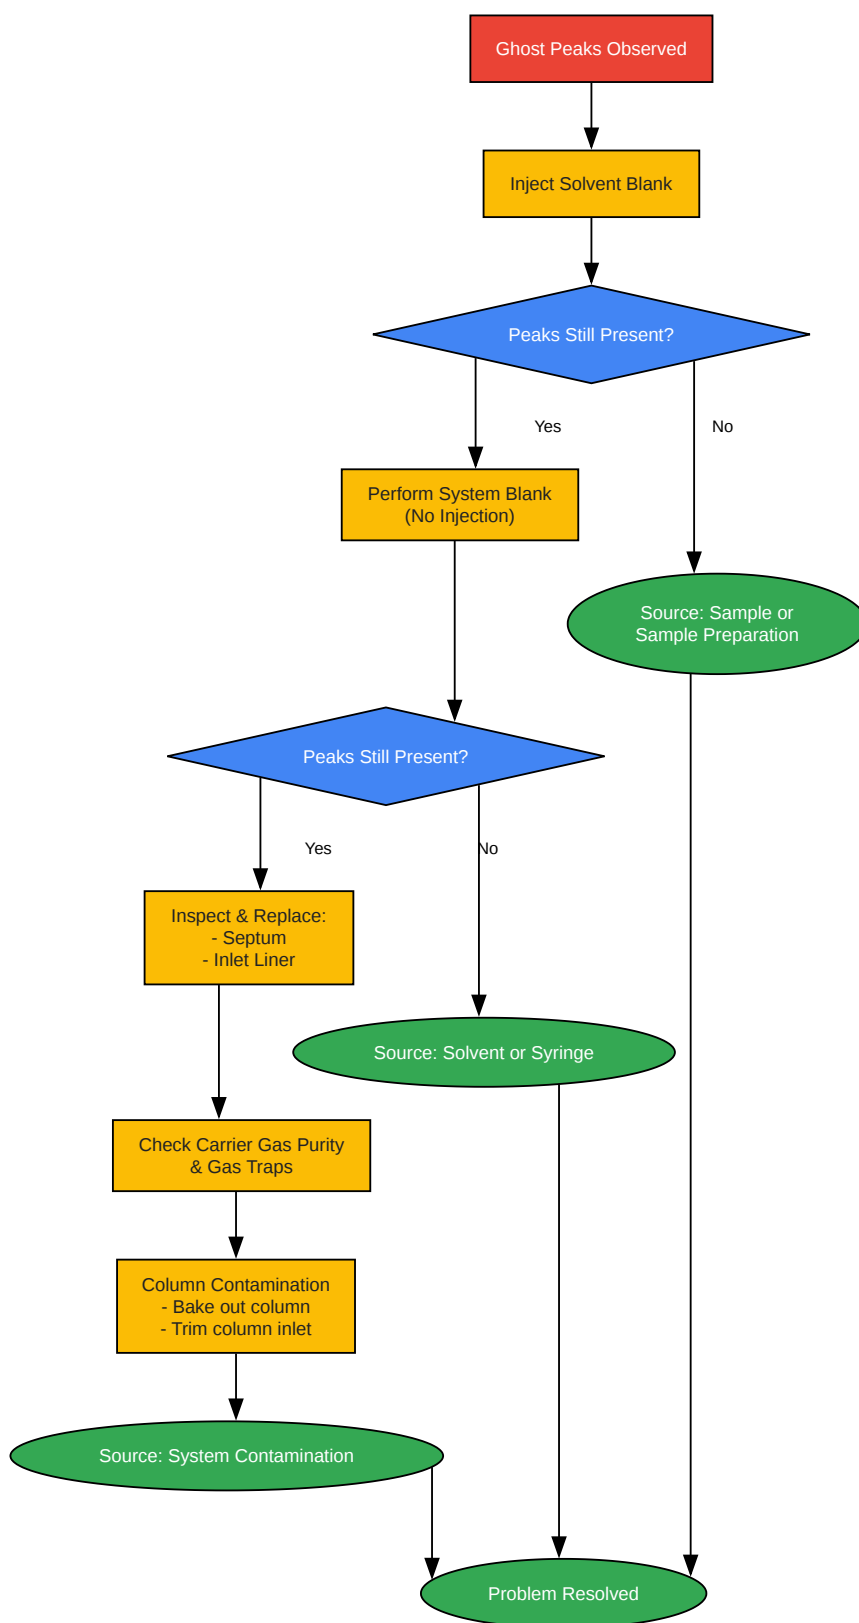 Ghost Peaks Observed
Inject Solvent Blank
Peaks Still Present?
Yes
No
Perform System Blank
(No Injection)
Source: Sample or
Sample Preparation
Peaks Still Present?
Yes
No
Inspect & Replace:
- Septum
- Inlet Liner
Source: Solvent or Syringe
Check Carrier Gas Purity
& Gas Traps
Column Contamination
- Bake out column
- Trim column inlet
Source: System Contamination
Problem Resolved